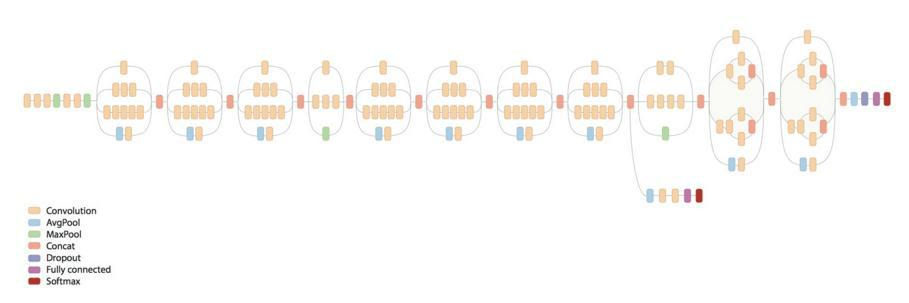 Convolution
AvgPool
MaxPool
Concat
Dropout
Fully connected
Softmax